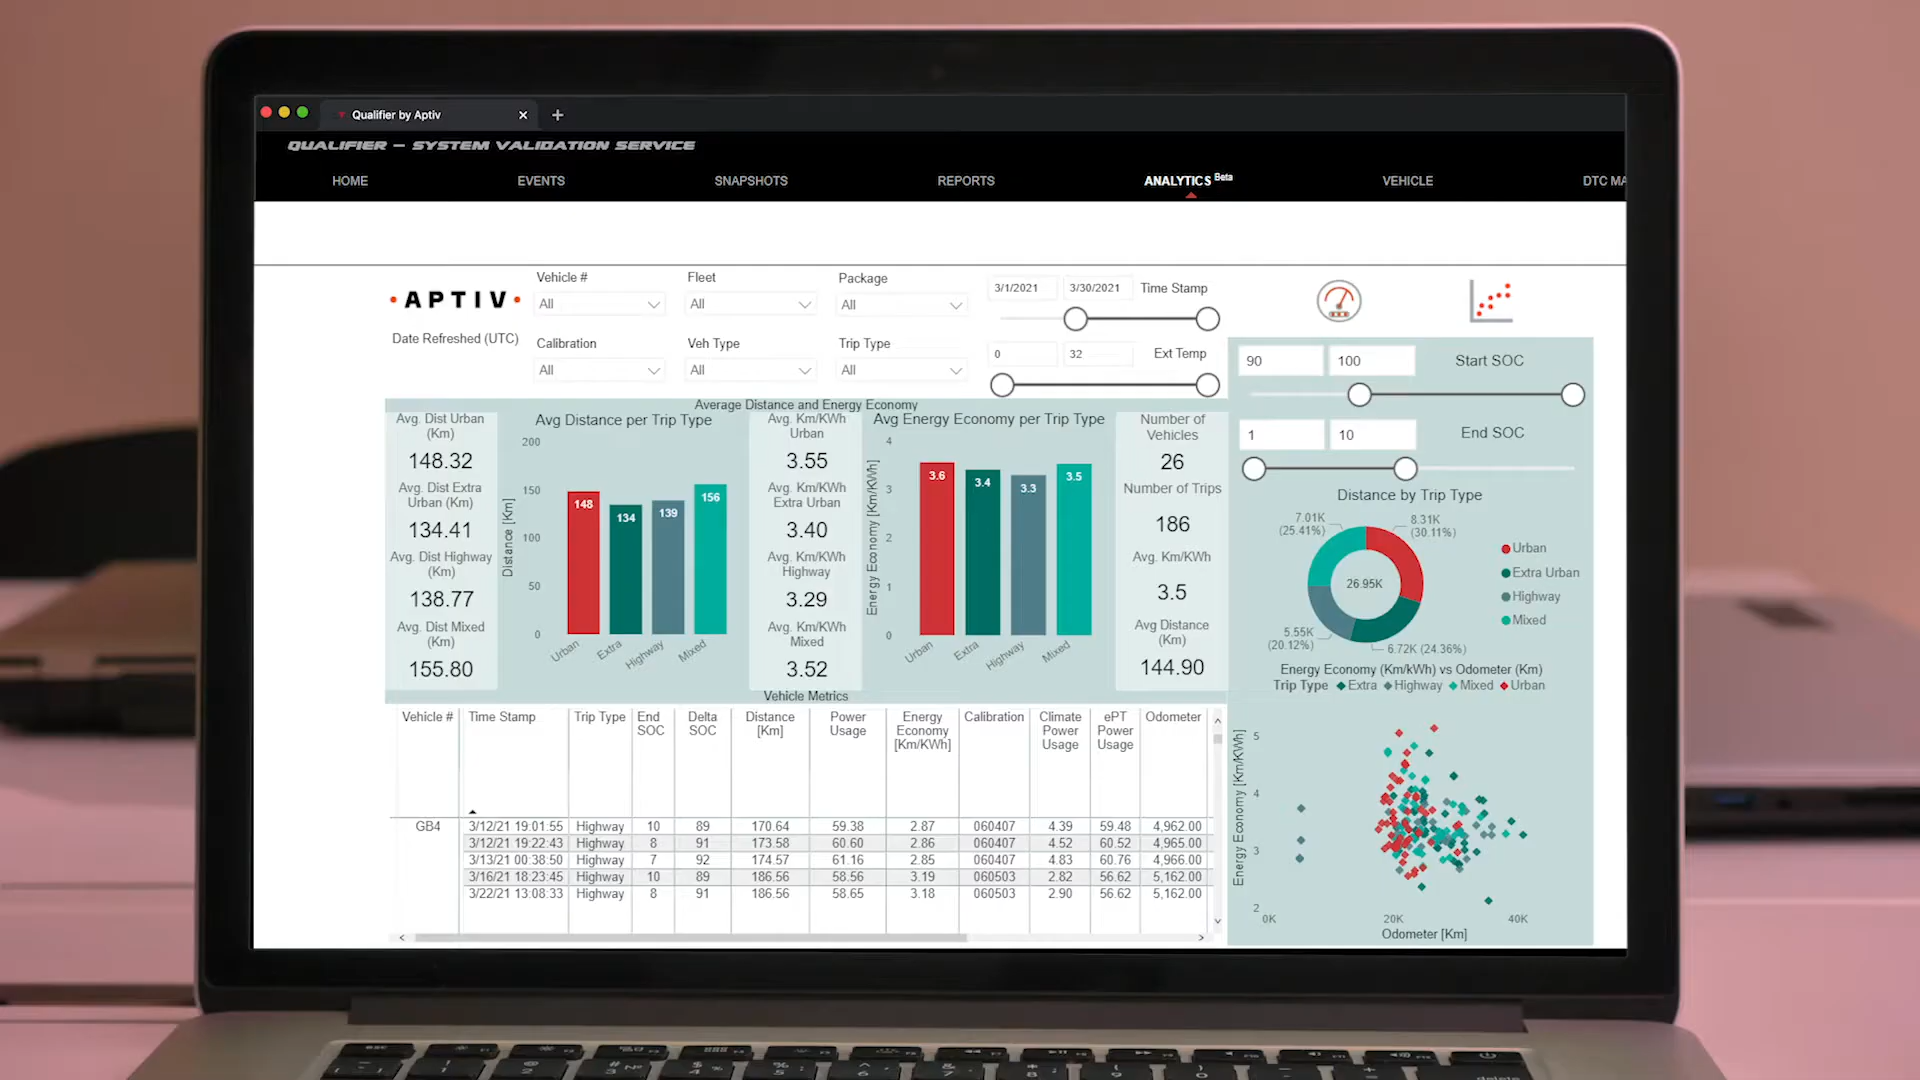 Qualifier by Aptiv
QUALIFIER – SYSTEM VALIDATION SERVICE
HOME EVENTS SNAPSHOTS REPORTS ANALYTICS Beta VEHICLE DTC MA
• APTIV •
Date Refreshed (UTC)
Vehicle # Fleet Package
All All All
Calibration Veh Type Trip Type
All All All
3/1/2021 3/30/2021 Time Stamp
0 32 Ext Temp
90 100 Start SOC
1 10 End SOC
Average Distance and Energy Economy
Avg. Dist Urban
(Km)
148.32
Avg. Dist Extra
Urban (Km)
134.41
Avg. Dist Highway
(Km)
138.77
Avg. Dist Mixed
(Km)
155.80
Avg Distance per Trip Type
Distance [Km]
200
150
100
50
0
148 134 139 156
Urban Extra Highway Mixed
Avg. Km/KWh
Urban
3.55
Avg. Km/KWh
Extra Urban
3.40
Avg. Km/KWh
Highway
3.29
Avg. Km/KWh
Mixed
3.52
Avg Energy Economy per Trip Type
Energy Economy [Km/KWh]
4
3
2
1
0
3.6 3.4 3.3 3.5
Urban Extra Highway Mixed
Number of
Vehicles
26
Number of Trips
186
Avg. Km/KWh
3.5
Avg Distance
(Km)
144.90
Distance by Trip Type
7.01K
(25.41%)
8.31K
(30.11%)
26.95K
5.55K
(20.12%)
6.72K (24.36%)
Urban
Extra Urban
Highway
Mixed
Energy Economy (Km/kWh) vs Odometer (Km)
Trip Type Extra Highway Mixed Urban
Energy Economy [Km/KWh]
5
4
3
2
0K 20K 40K
Odometer [Km]
Vehicle Metrics
Vehicle # Time Stamp Trip Type End SOC Delta SOC Distance [Km] Power Usage Energy Economy [Km/KWh] Calibration Climate Power Usage ePT Power Usage Odometer
GB4 3/12/21 19:01:55 Highway 10 89 170.64 59.38 2.87 060407 4.39 59.48 4,962.00
3/12/21 19:22:43 Highway 8 91 173.58 60.60 2.86 060407 4.52 60.52 4,965.00
3/13/21 00:38:50 Highway 7 92 174.57 61.16 2.85 060407 4.83 60.76 4,966.00
3/16/21 18:23:45 Highway 10 89 186.56 58.56 3.19 060503 2.82 56.62 5,162.00
3/22/21 13:08:33 Highway 8 91 186.56 58.65 3.18 060503 2.90 56.62 5,162.00